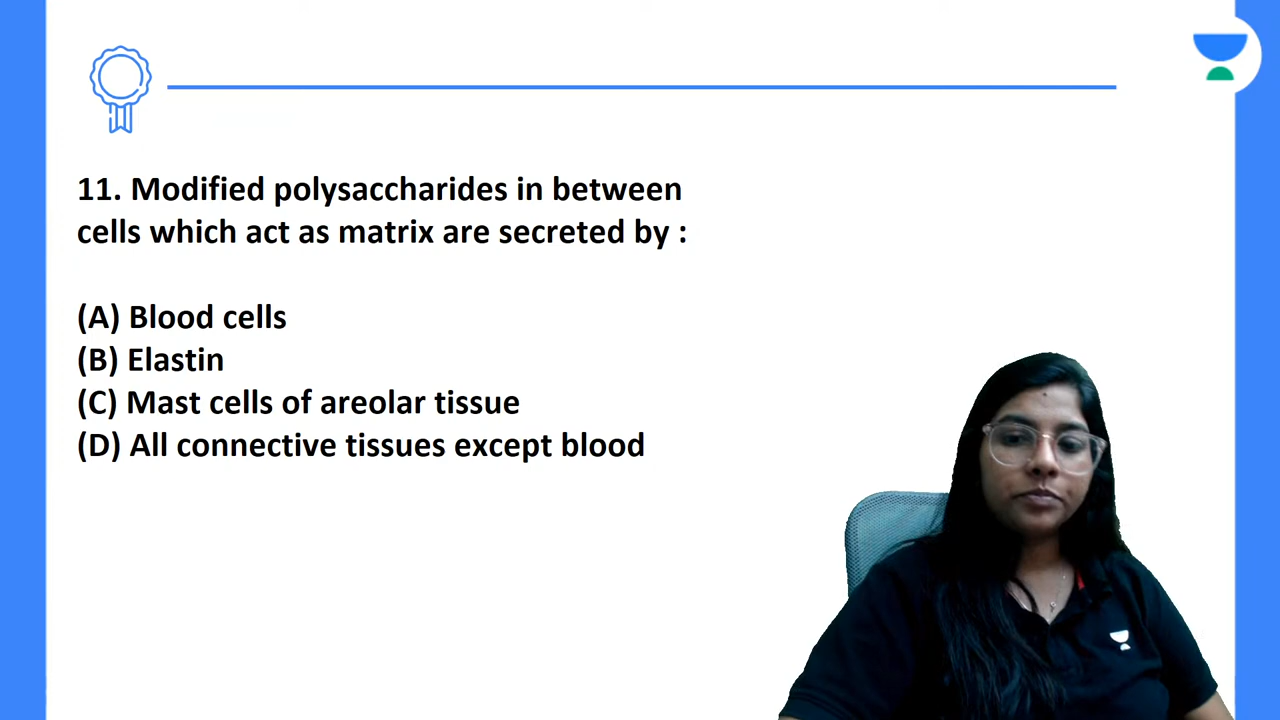 11. Modified polysaccharides in between
cells which act as matrix are secreted by :
(A) Blood cells
(B) Elastin
(C) Mast cells of areolar tissue
(D) All connective tissues except blood